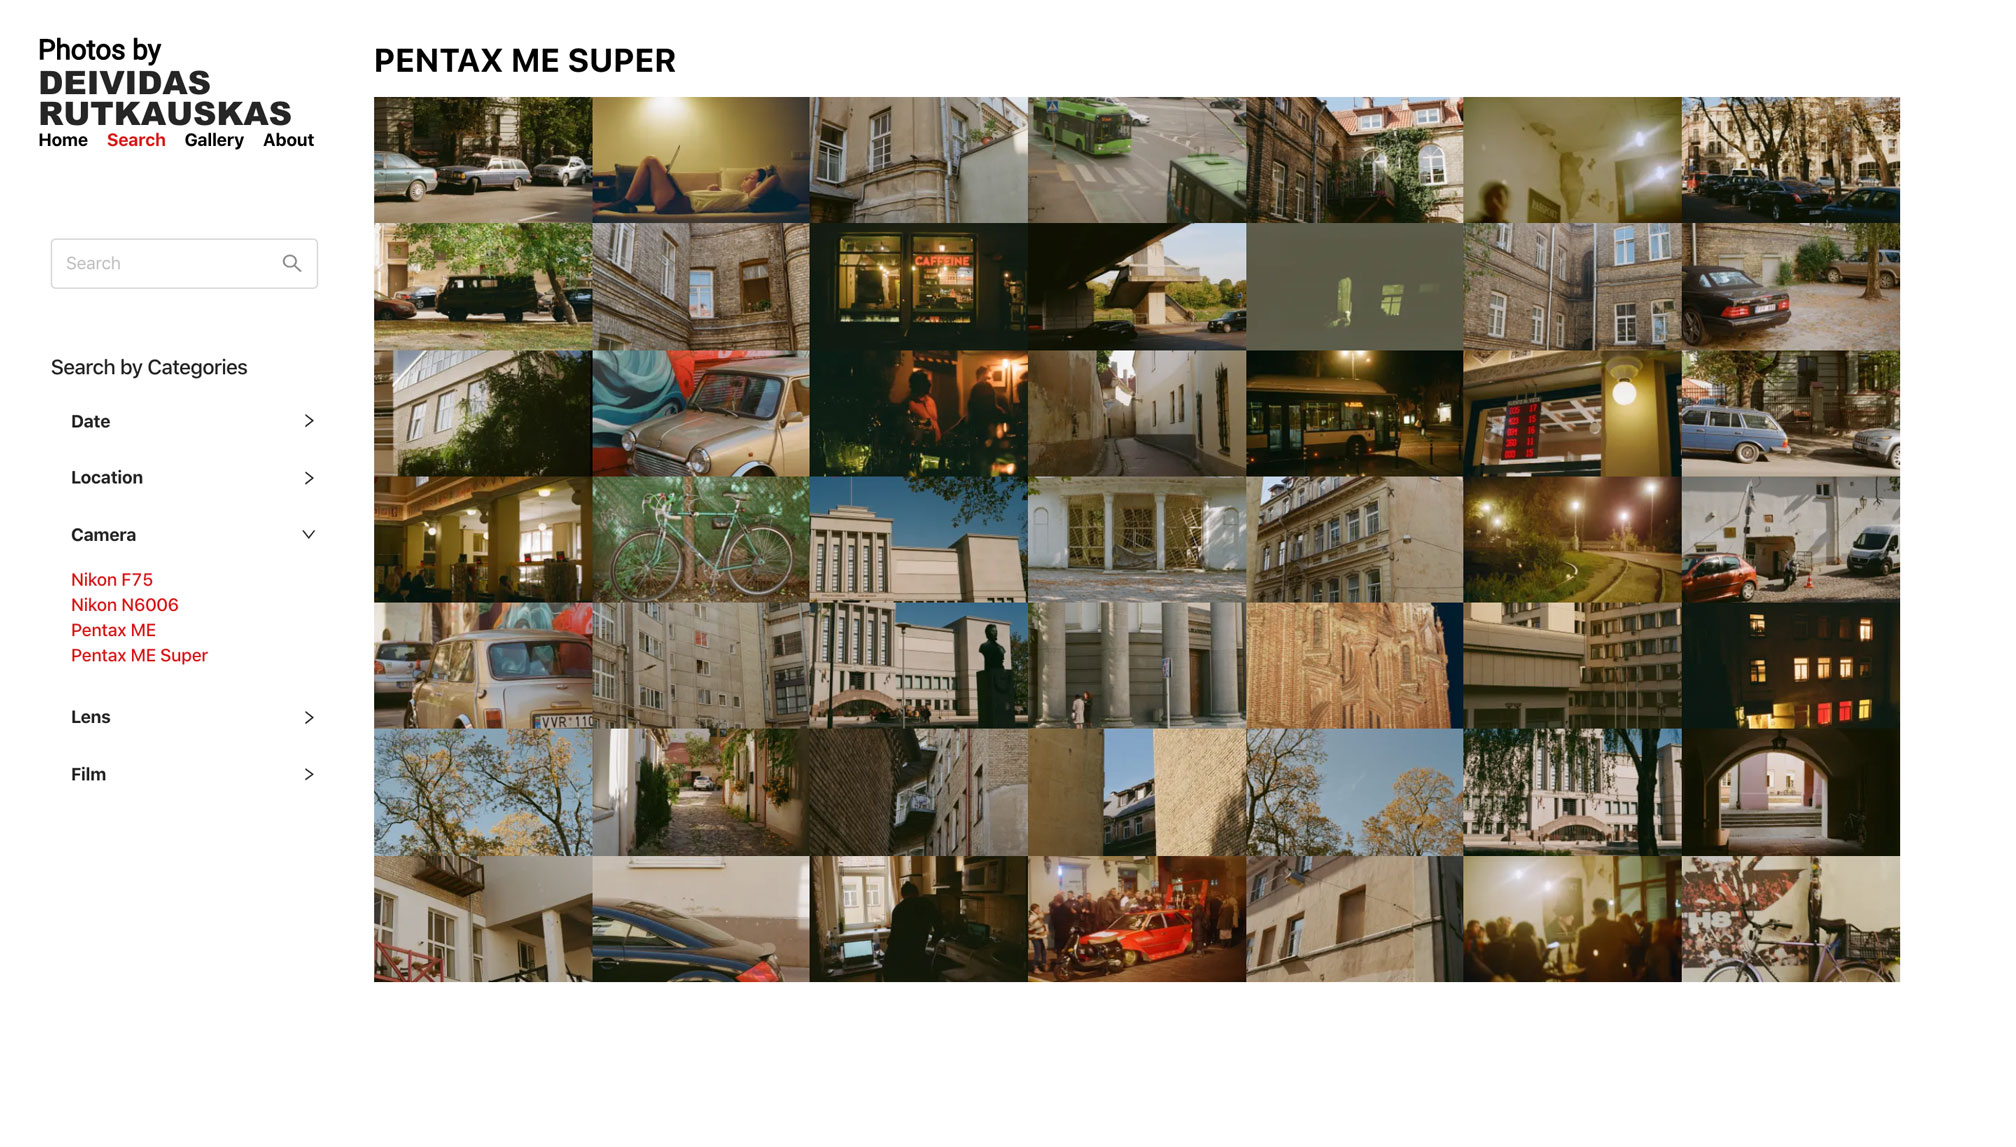 Photos by
DEIVIDAS
RUTKAUSKAS
Home Search Gallery About
Search
Search by Categories
Date
Location
Camera
Nikon F75
Nikon N6006
Pentax ME
Pentax ME Super
Lens
Film
PENTAX ME SUPER
CAFFEINE
VVR 110
H8